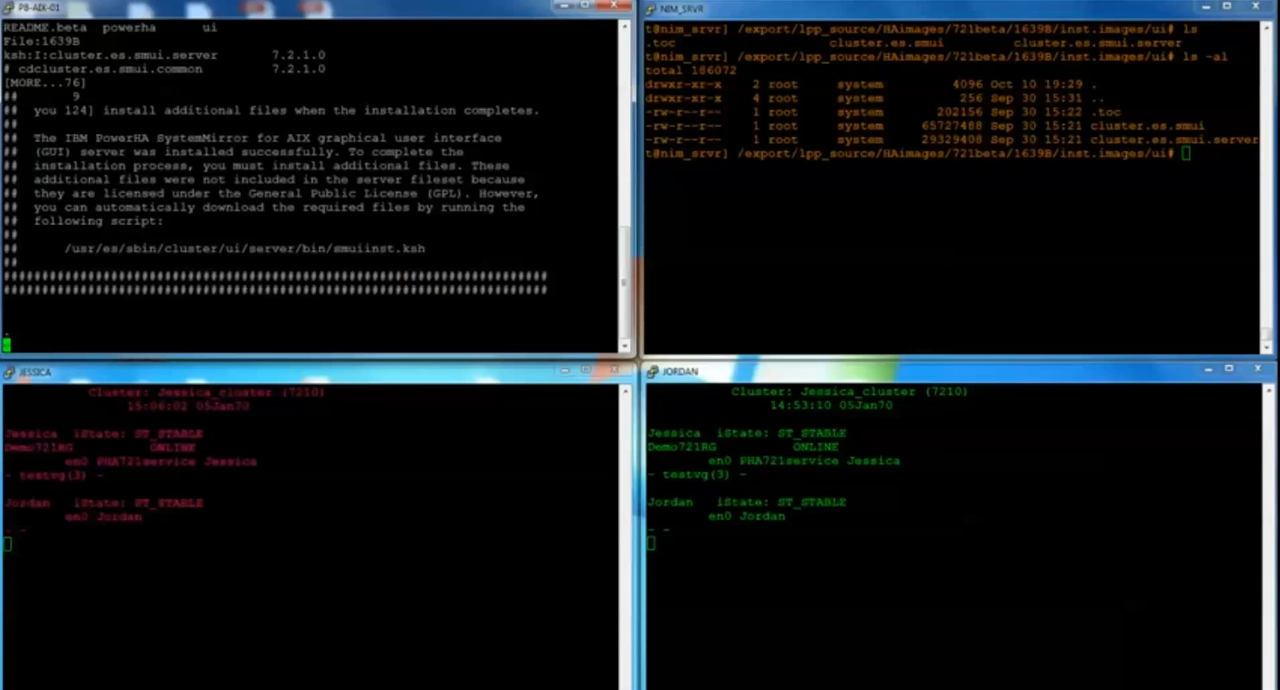 P8-AIX-01
README.beta  powerha      ui
File:1639B
ksh:I:cluster.es.smui.server       7.2.1.0
# cdcluster.es.smui.common         7.2.1.0
[MORE...76]
##       9
##  you 124] install additional files when the installation completes.
##
##  The IBM PowerHA SystemMirror for AIX graphical user interface
##  (GUI) server was installed successfully. To complete the
##  installation process, you must install additional files. These
##  additional files were not included in the server fileset because
##  they are licensed under the General Public License (GPL). However,
##  you can automatically download the required files by running the
##  following script:
##
##      /usr/es/sbin/cluster/ui/server/bin/smuiinst.ksh
##
#######################################################################
#######################################################################
NIM_SRVR
t@nim_srvr] /export/lpp_source/HAimages/721beta/1639B/inst.images/ui# ls
.toc                    cluster.es.smui         cluster.es.smui.server
t@nim_srvr] /export/lpp_source/HAimages/721beta/1639B/inst.images/ui# ls -al
total 186072
drwxr-xr-x    2 root     system         4096 Oct 10 19:29 .
drwxr-xr-x    4 root     system          256 Sep 30 15:31 ..
-rw-r--r--    1 root     system       202156 Sep 30 15:22 .toc
-rw-r--r--    1 root     system     65727488 Sep 30 15:21 cluster.es.smui
-rw-r--r--    1 root     system     29329408 Sep 30 15:21 cluster.es.smui.server
t@nim_srvr] /export/lpp_source/HAimages/721beta/1639B/inst.images/ui#
JESSICA
Cluster: Jessica_cluster (7210)
15:06:02 05Jan70
Jessica  iState: ST_STABLE
Demo721RG          ONLINE
en0 PHA721service Jessica
- testvg(3) -
Jordan   iState: ST_STABLE
en0 Jordan
- -
JORDAN
Cluster: Jessica_cluster (7210)
14:53:10 05Jan70
Jessica  iState: ST_STABLE
Demo721RG          ONLINE
en0 PHA721service Jessica
- testvg(3) -
Jordan   iState: ST_STABLE
en0 Jordan
- -